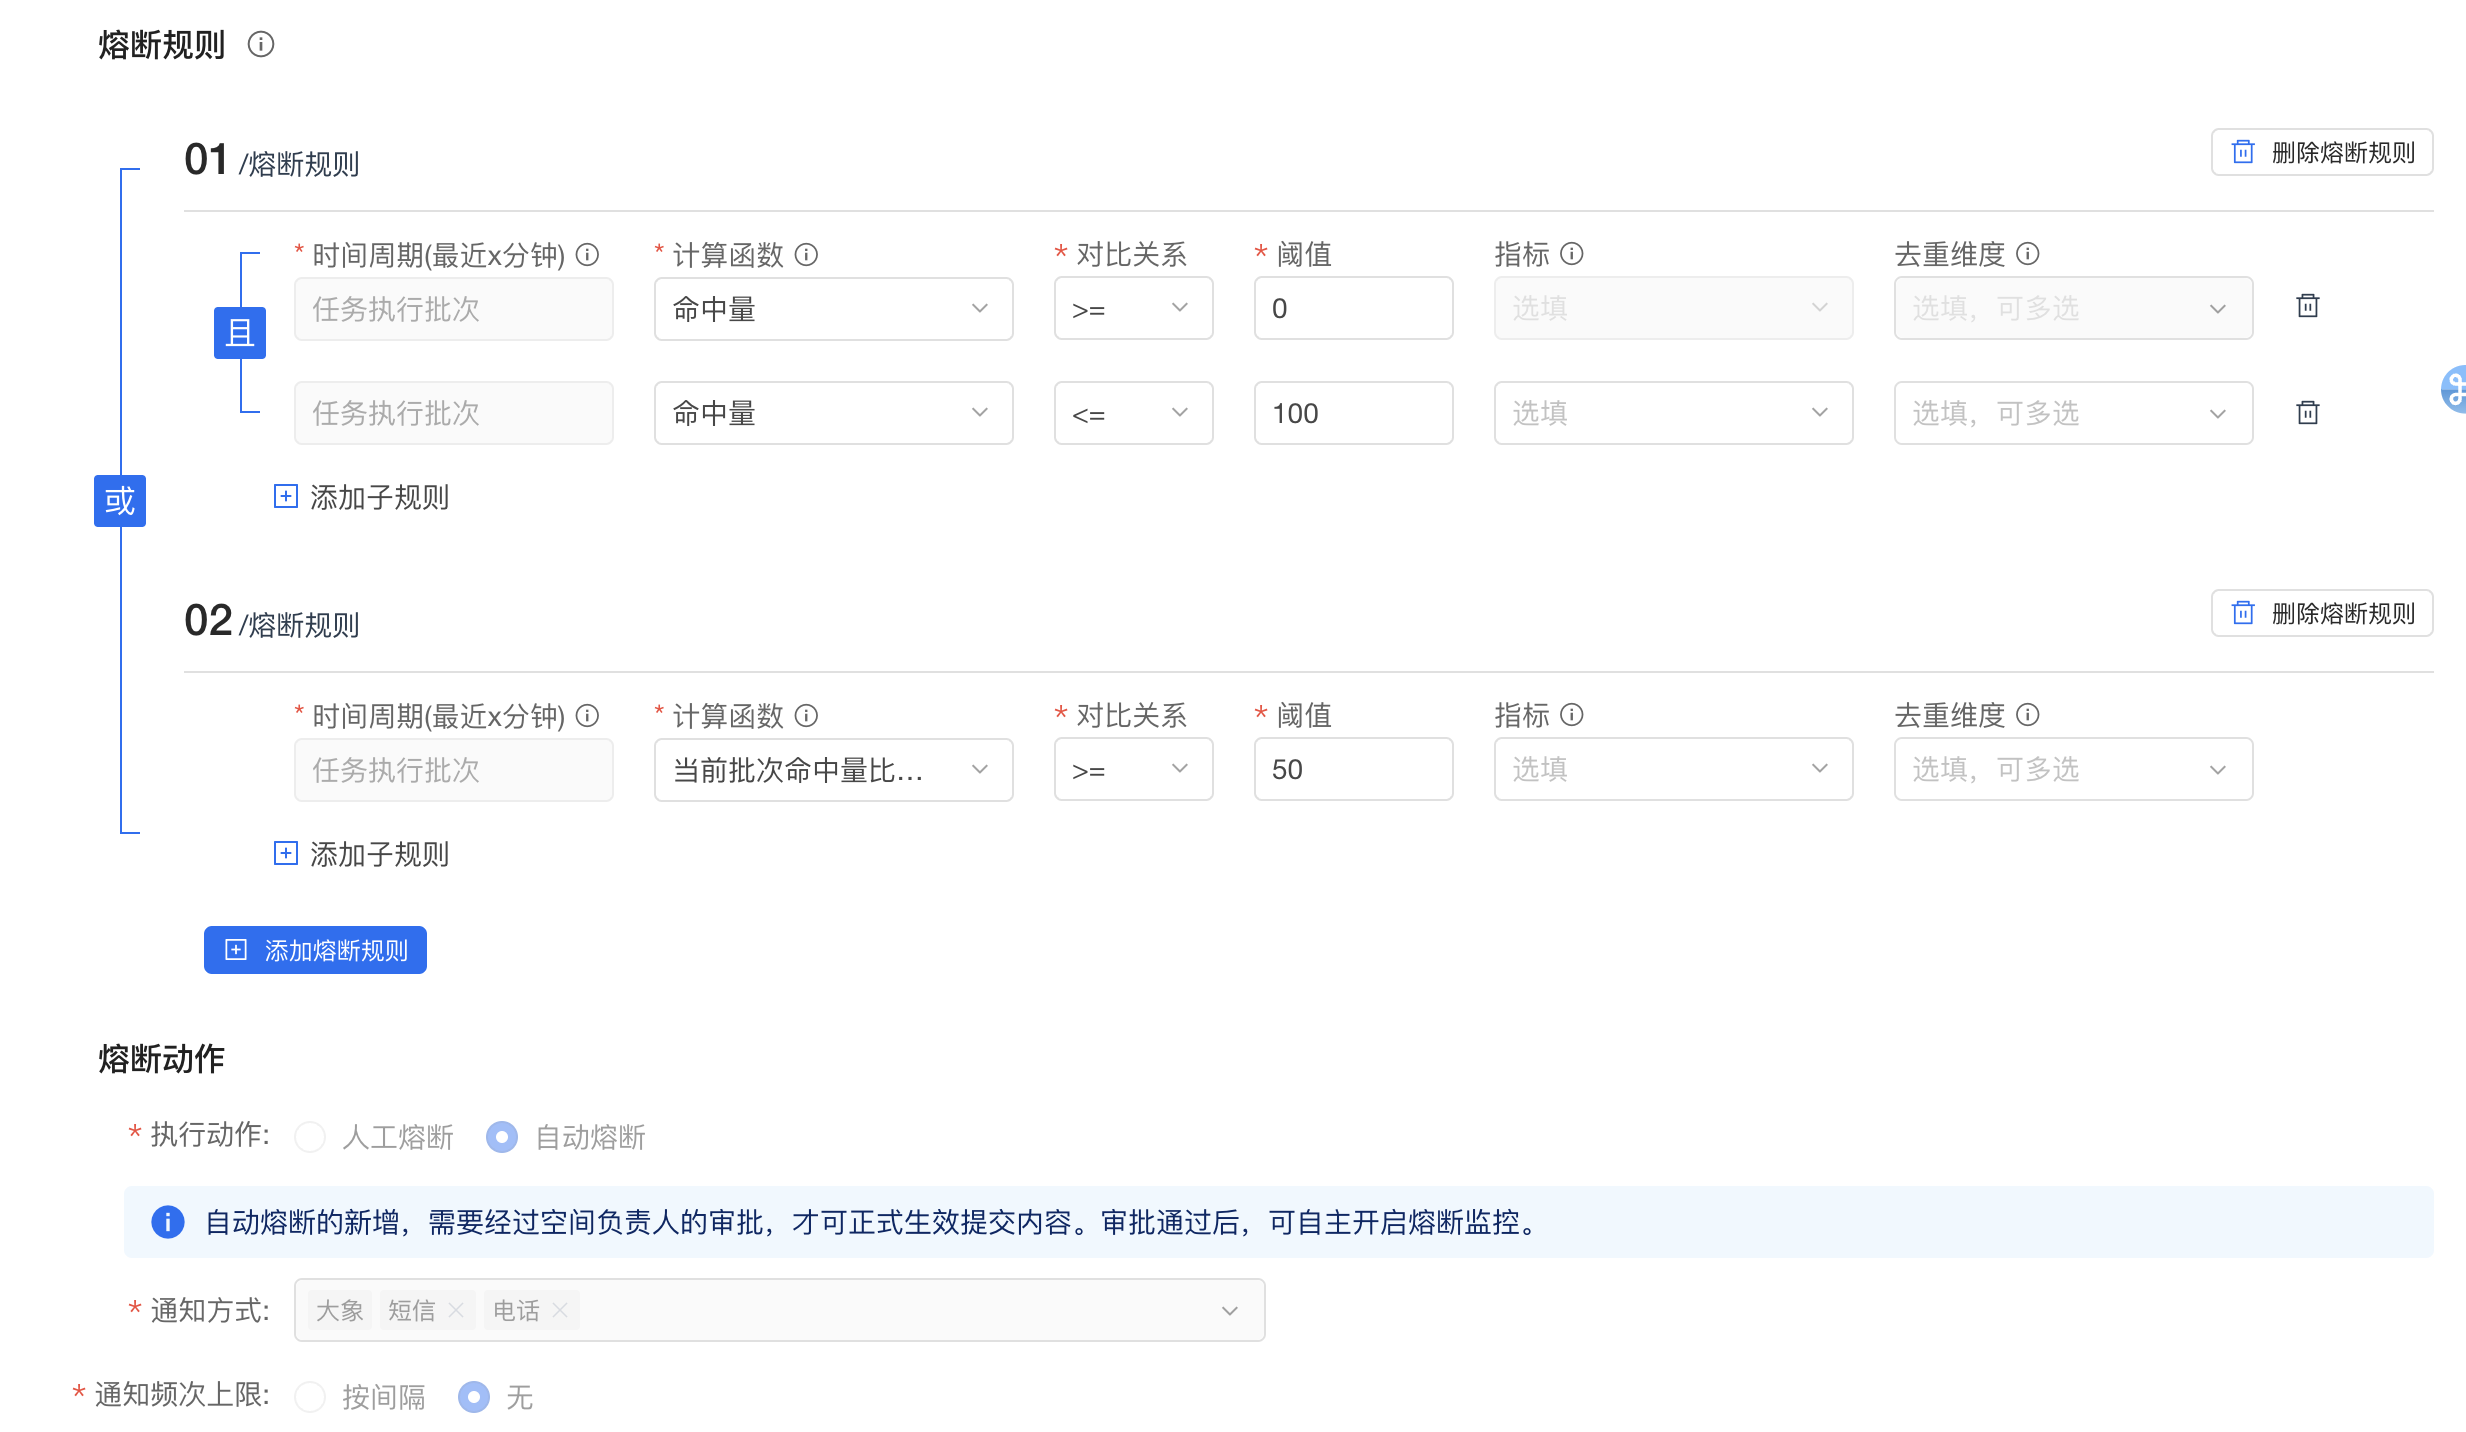 熔断规则
01 /熔断规则
删除熔断规则
* 时间周期(最近x分钟) * 计算函数 * 对比关系 * 阈值 指标 去重维度
任务执行批次 命中量 >= 0 选填 选填，可多选
且
任务执行批次 命中量 <= 100 选填 选填，可多选
添加子规则
或
02 /熔断规则
删除熔断规则
* 时间周期(最近x分钟) * 计算函数 * 对比关系 * 阈值 指标 去重维度
任务执行批次 当前批次命中量比... >= 50 选填 选填，可多选
添加子规则
添加熔断规则
熔断动作
* 执行动作: 人工熔断 自动熔断
自动熔断的新增，需要经过空间负责人的审批，才可正式生效提交内容。审批通过后，可自主开启熔断监控。
* 通知方式: 大象 短信 电话
* 通知频次上限: 按间隔 无